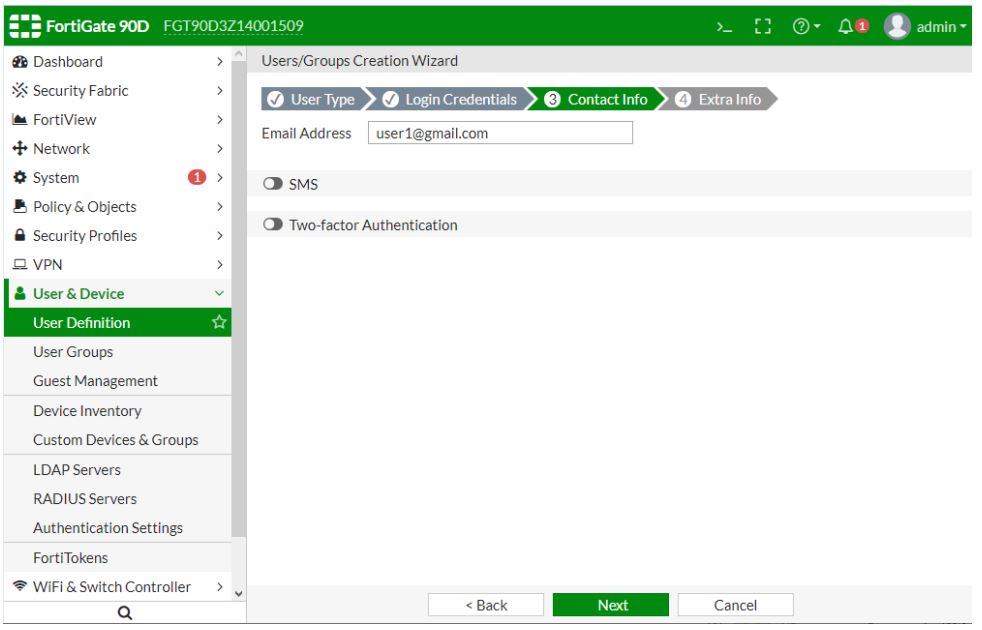 FortiGate 90D FGT90D3Z14001509 >_ ? 1 admin
Dashboard
Security Fabric
FortiView
Network
System 1
Policy & Objects
Security Profiles
VPN
User & Device
User Definition
User Groups
Guest Management
Device Inventory
Custom Devices & Groups
LDAP Servers
RADIUS Servers
Authentication Settings
FortiTokens
WiFi & Switch Controller
Users/Groups Creation Wizard
User Type Login Credentials 3 Contact Info 4 Extra Info
Email Address user1@gmail.com
SMS
Two-factor Authentication
< Back Next Cancel